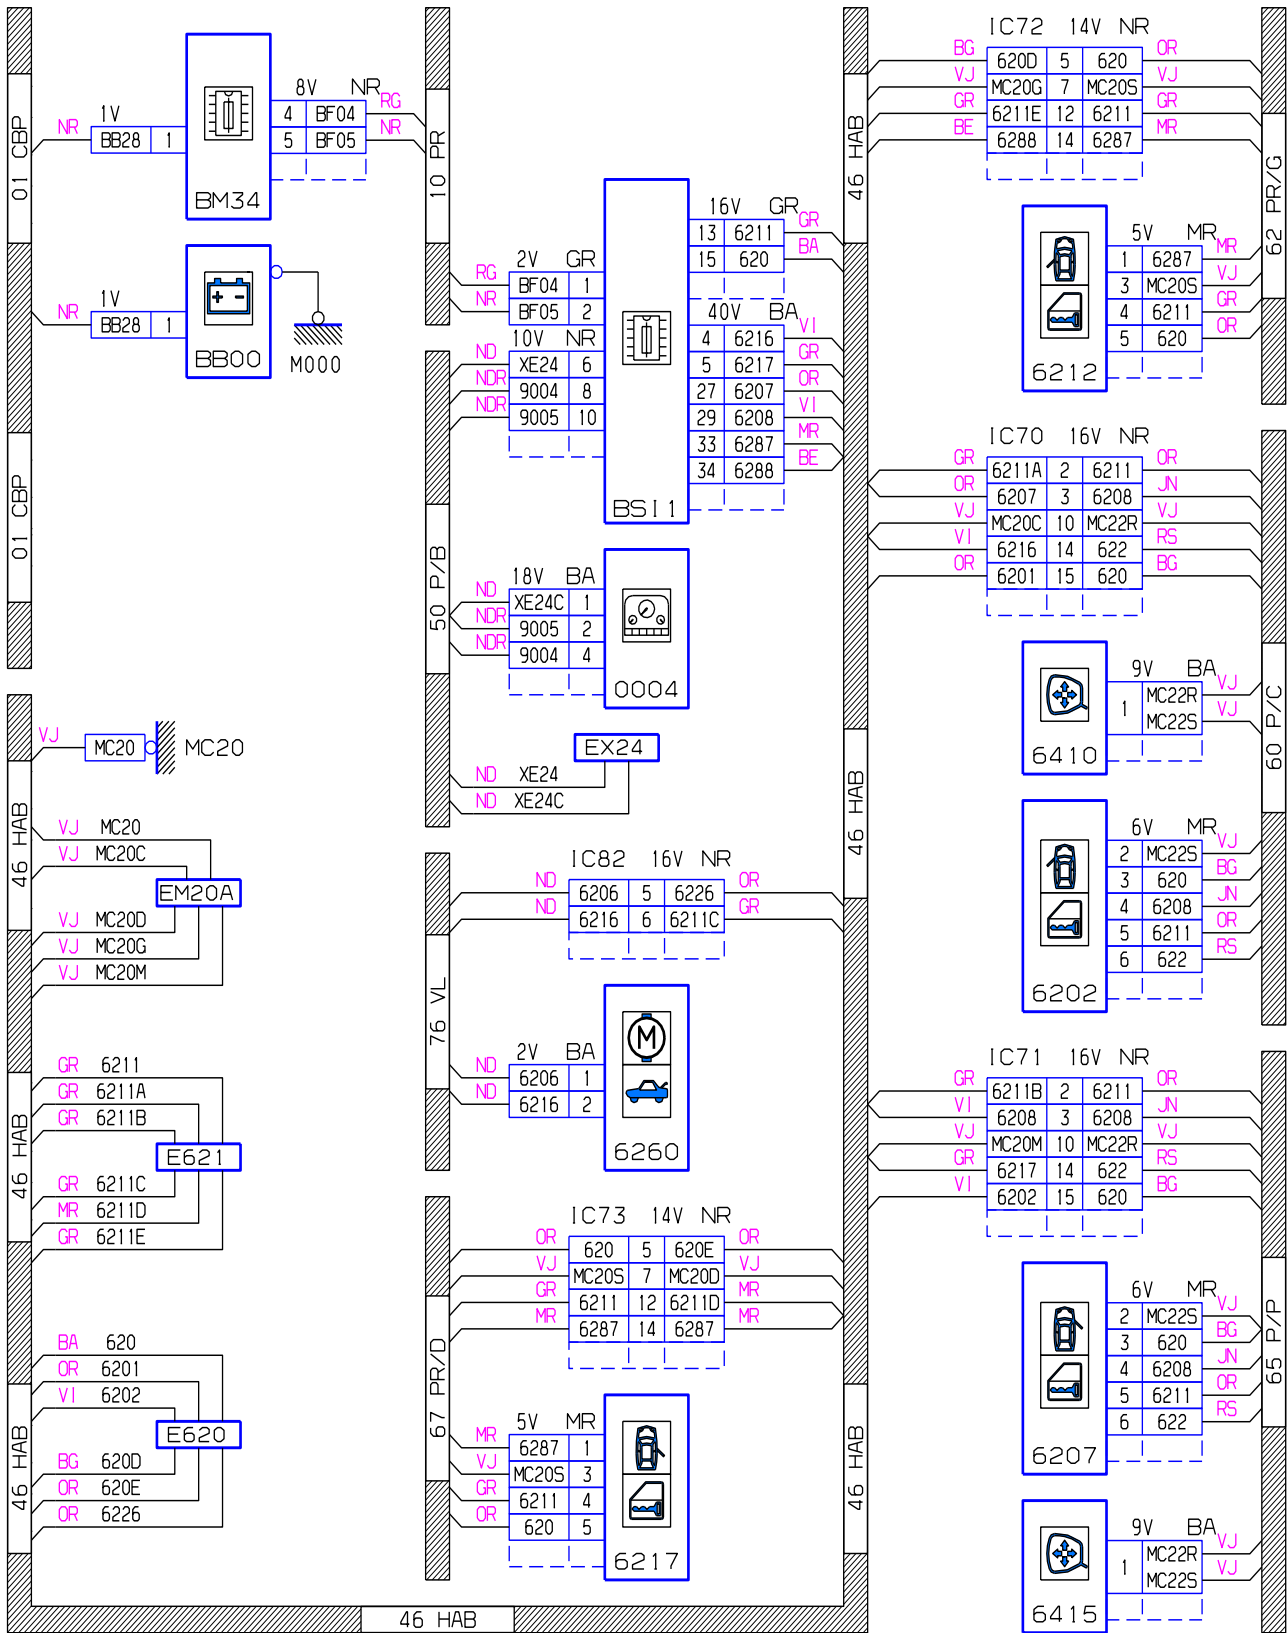 01 CBP
NR
1V
BB28 1
BM34
8V NR
4 BF04 RG
5 BF05 NR
NR
1V
BB28 1
BB00
M000
01 CBP
10 PR
RG
NR
2V GR
BF04 1
BF05 2
10V NR
ND XE24 6
NDR 9004 8
NDR 9005 10
BSI1
16V GR
13 6211 GR
15 620 BA
40V BA
4 6216 VI
5 6217 GR
27 6207 OR
29 6208 VI
33 6287 MR
34 6288 BE
50 P/B
18V BA
ND XE24C 1
NDR 9005 2
NDR 9004 4
0004
EX24
ND XE24
ND XE24C
VJ
MC20
MC20
46 HAB
VJ MC20
VJ MC20C
EM20A
VJ MC20D
VJ MC20G
VJ MC20M
46 HAB
GR 6211
GR 6211A
GR 6211B
E621
GR 6211C
MR 6211D
GR 6211E
46 HAB
BA 620
OR 6201
VI 6202
E620
BG 620D
OR 620E
OR 6226
46 HAB
76 VL
IC82 16V NR
ND 6206 5 6226 OR
ND 6216 6 6211C GR
2V BA
ND 6206 1
ND 6216 2
M
6260
67 PR/D
IC73 14V NR
OR 620 5 620E OR
VJ MC20S 7 MC20D VJ
GR 6211 12 6211D MR
MR 6287 14 6287 MR
5V MR
MR 6287 1
VJ MC20S 3
GR 6211 4
OR 620 5
6217
46 HAB
46 HAB
46 HAB
IC72 14V NR
BG 620D 5 620 OR
VJ MC20G 7 MC20S VJ
GR 6211E 12 6211 GR
BE 6288 14 6287 MR
62 PR/G
5V MR
1 6287 MR
3 MC20S VJ
4 6211 GR
5 620 OR
6212
IC70 16V NR
GR 6211A 2 6211 OR
OR 6207 3 6208 JN
VJ MC20C 10 MC22R VJ
VI 6216 14 622 RS
OR 6201 15 620 BG
60 P/C
9V BA
1 MC22R VJ
MC22S VJ
6410
6V MR
2 MC22S VJ
3 620 BG
4 6208 JN
5 6211 OR
6 622 RS
6202
IC71 16V NR
GR 6211B 2 6211 OR
VI 6208 3 6208 JN
VJ MC20M 10 MC22R VJ
GR 6217 14 622 RS
VI 6202 15 620 BG
65 P/P
6V MR
2 MC22S VJ
3 620 BG
4 6208 JN
5 6211 OR
6 622 RS
6207
9V BA
1 MC22R VJ
MC22S VJ
6415